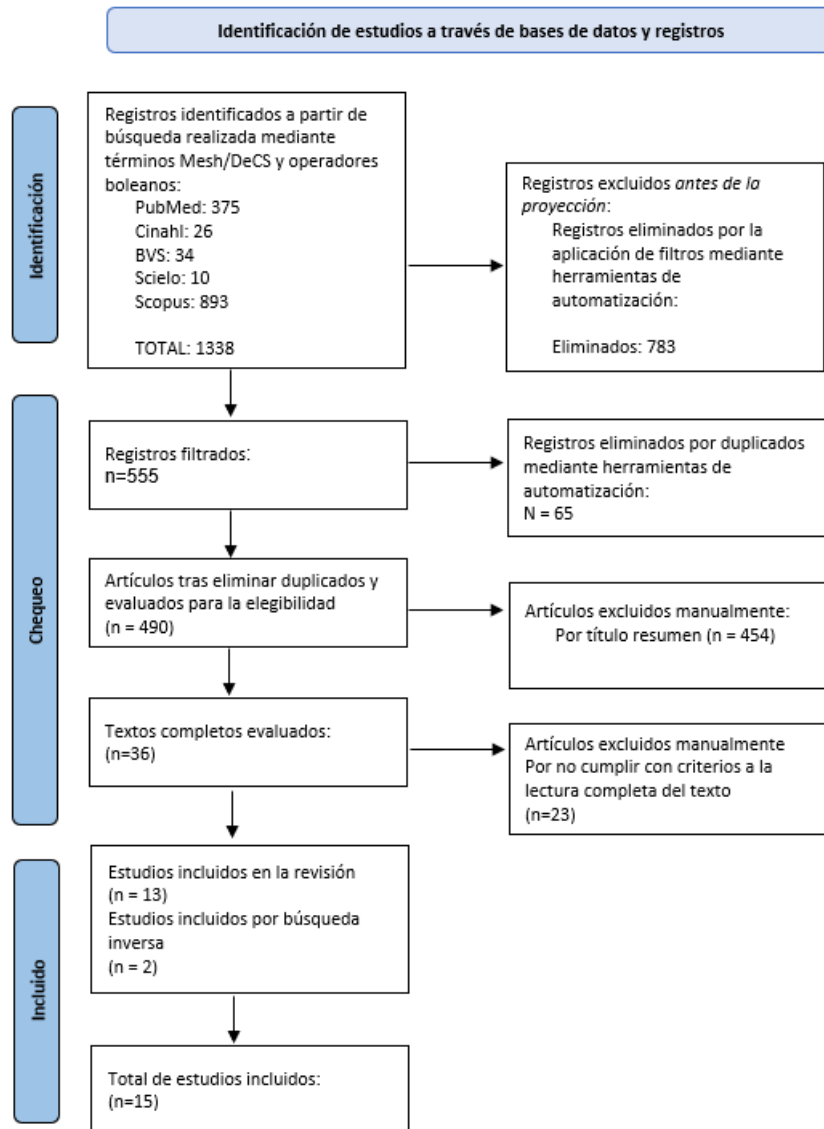 Identificación de estudios a través de bases de datos y registros
Identificación
Registros identificados a partir de
búsqueda realizada mediante
términos Mesh/DeCS y operadores
boleanos:
PubMed: 375
Cinahl: 26
BVS: 34
Scielo: 10
Scopus: 893
TOTAL: 1338
Registros excluidos antes de la
proyección:
Registros eliminados por la
aplicación de filtros mediante
herramientas de
automatización:
Eliminados: 783
Chequeo
Registros filtrados:
n=555
Registros eliminados por duplicados
mediante herramientas de
automatización:
N = 65
Artículos tras eliminar duplicados y
evaluados para la elegibilidad
(n = 490)
Artículos excluidos manualmente:
Por título resumen (n = 454)
Textos completos evaluados:
(n=36)
Artículos excluidos manualmente
Por no cumplir con criterios a la
lectura completa del texto
(n=23)
Incluido
Estudios incluidos en la revisión
(n = 13)
Estudios incluidos por búsqueda
inversa
(n = 2)
Total de estudios incluidos:
(n=15)